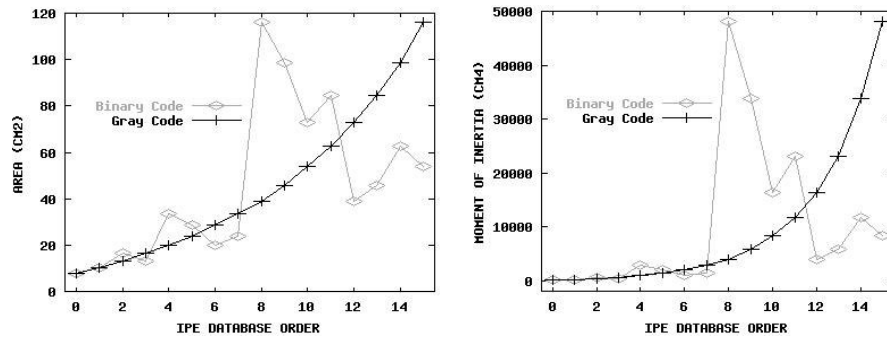 120
100
80
60
40
20
0
AREA (CM2)
Binary Code
Gray Code
0 2 4 6 8 10 12 14
IPE DATABASE ORDER
50000
40000
30000
20000
10000
0
MOMENT OF INERTIA (CM4)
Binary Code
Gray Code
0 2 4 6 8 10 12 14
IPE DATABASE ORDER